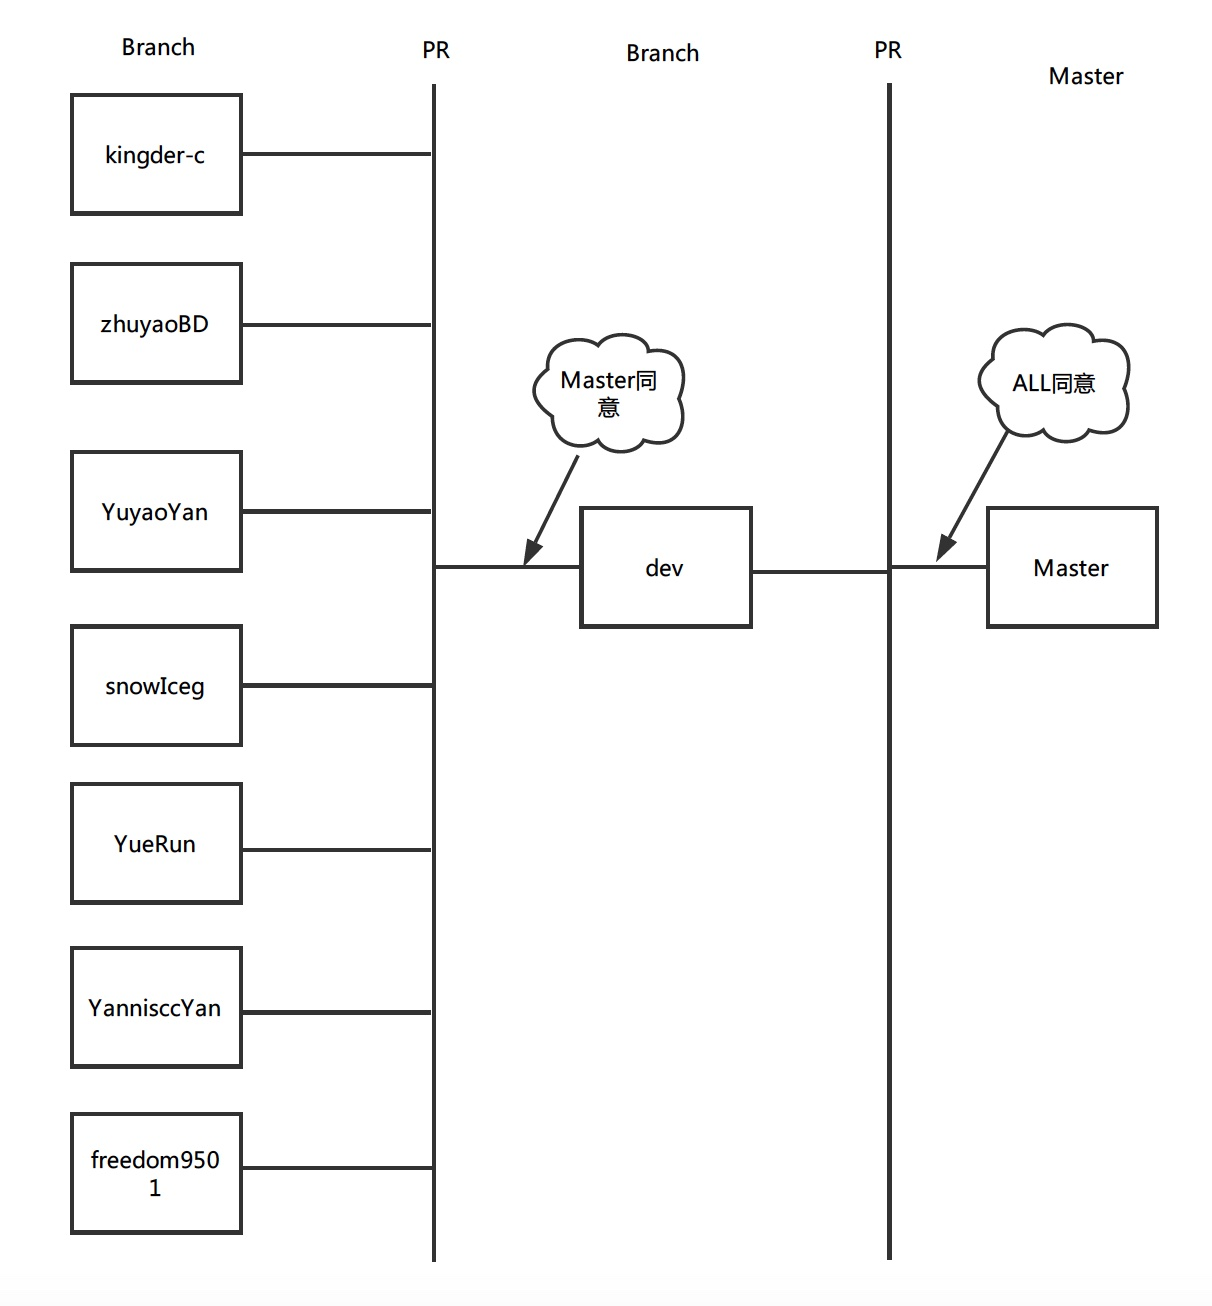 Branch
PR
Branch
PR
Master
kingder-c
zhuyaoBD
Master同
意
ALL同意
YuyaoYan
dev
Master
snowIceg
YueRun
YannisccYan
freedom950
1